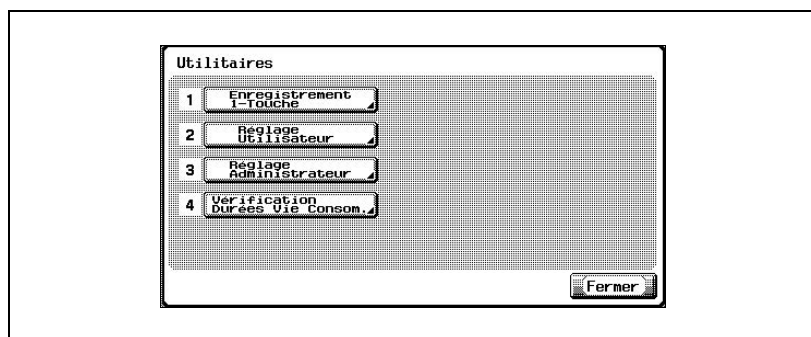 Utilitaires
1 Enregistrement
1-Touche
2 Réglage
Utilisateur
3 Réglage
Administrateur
4 Vérification
Durées Vie Consom.
Fermer